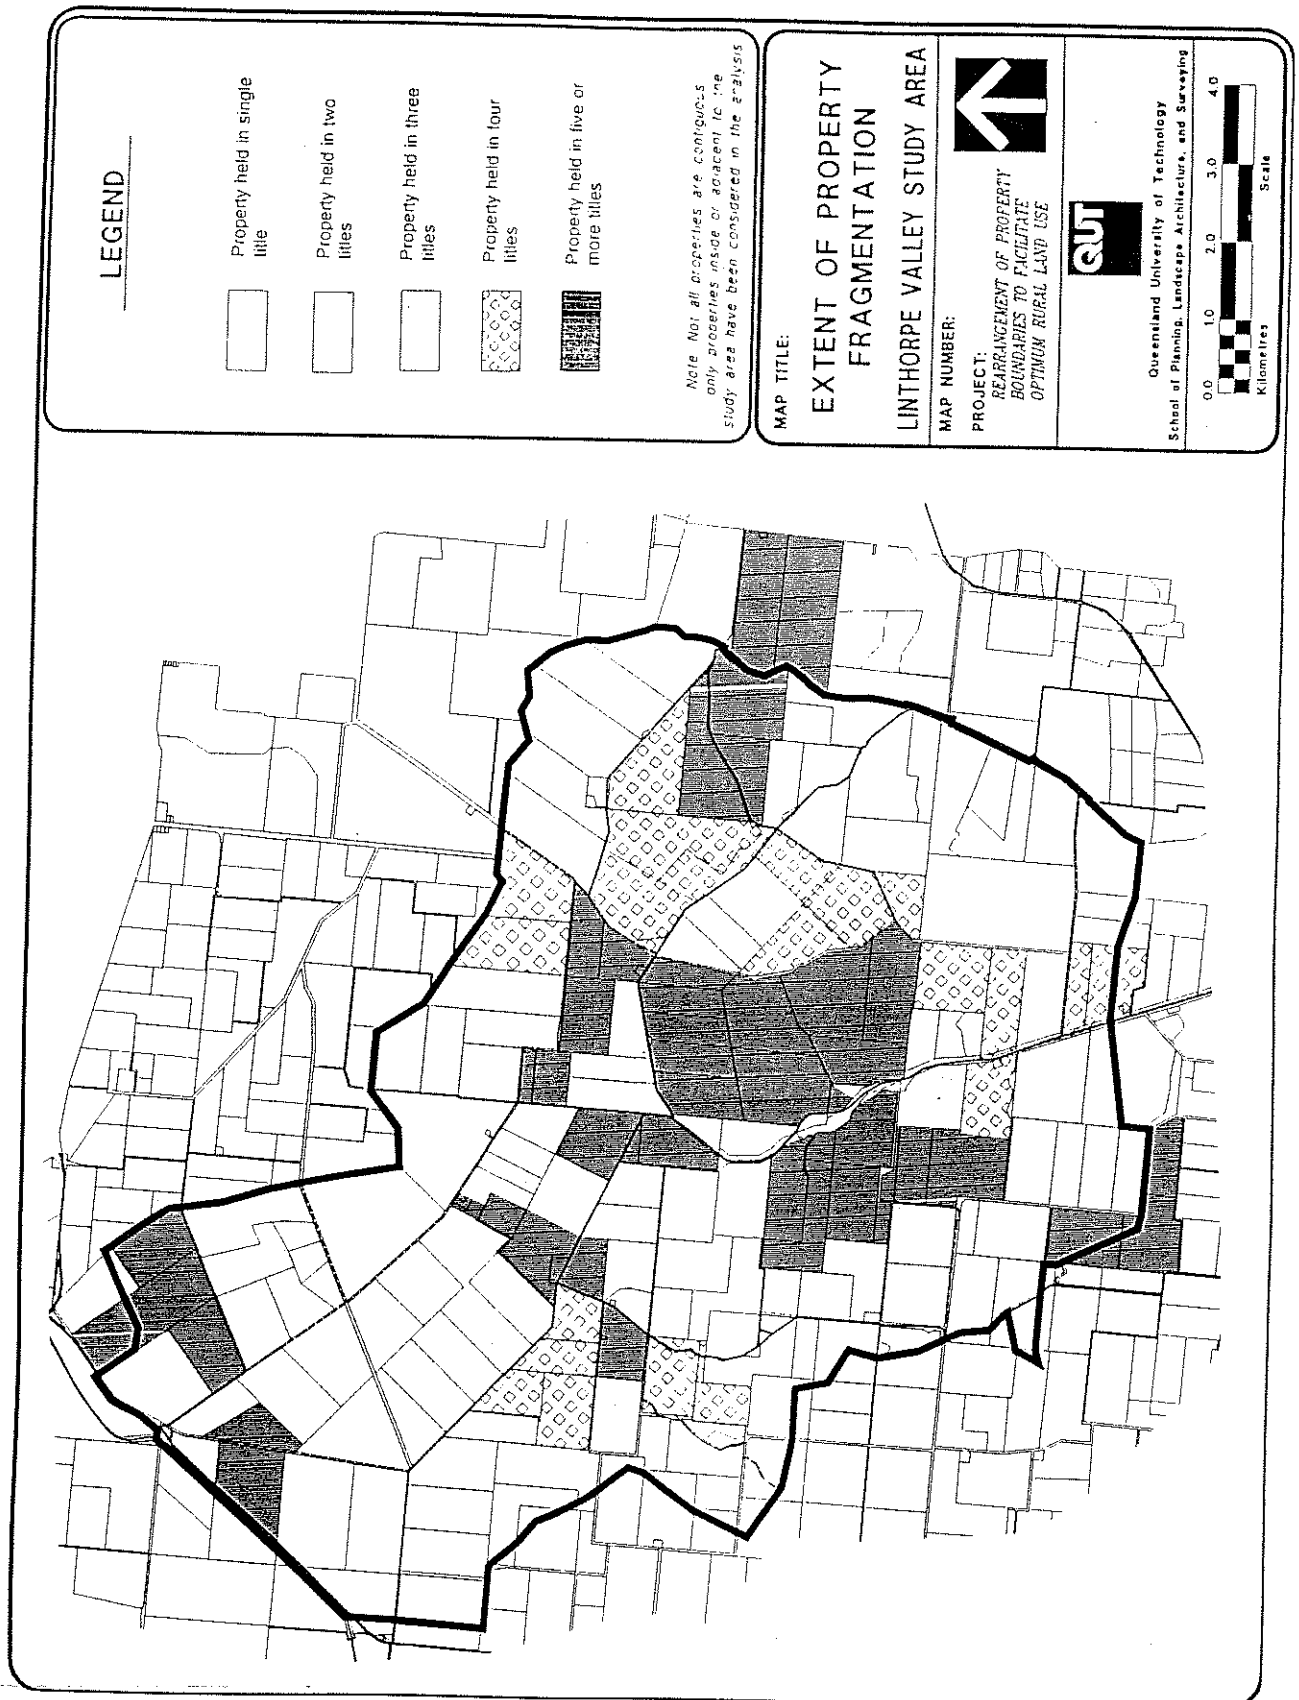 LEGEND
Property held in single
title
Property held in two
titles
Property held in three
titles
Property held in four
titles
Property held in five or
more titles
Note Not all properties are contiguous
only properties inside or adjacent to the
study area have been considered in the analysis
MAP TITLE:
EXTENT OF PROPERTY
FRAGMENTATION
LINTHORPE VALLEY STUDY AREA
MAP NUMBER:
PROJECT:
REARRANGEMENT OF PROPERTY
BOUNDARIES TO FACILITATE
OPTIMUM RURAL LAND USE
QUT
Queensland University of Technology
School of Planning, Landscape Architecture, and Surveying
0.0 1.0 2.0 3.0 4.0
Kilometres Scale